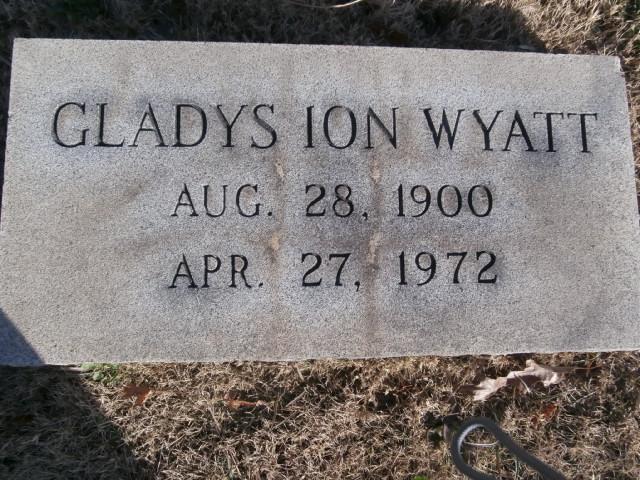 GLADYS ION WYATT
AUG. 28, 1900
APR. 27, 1972